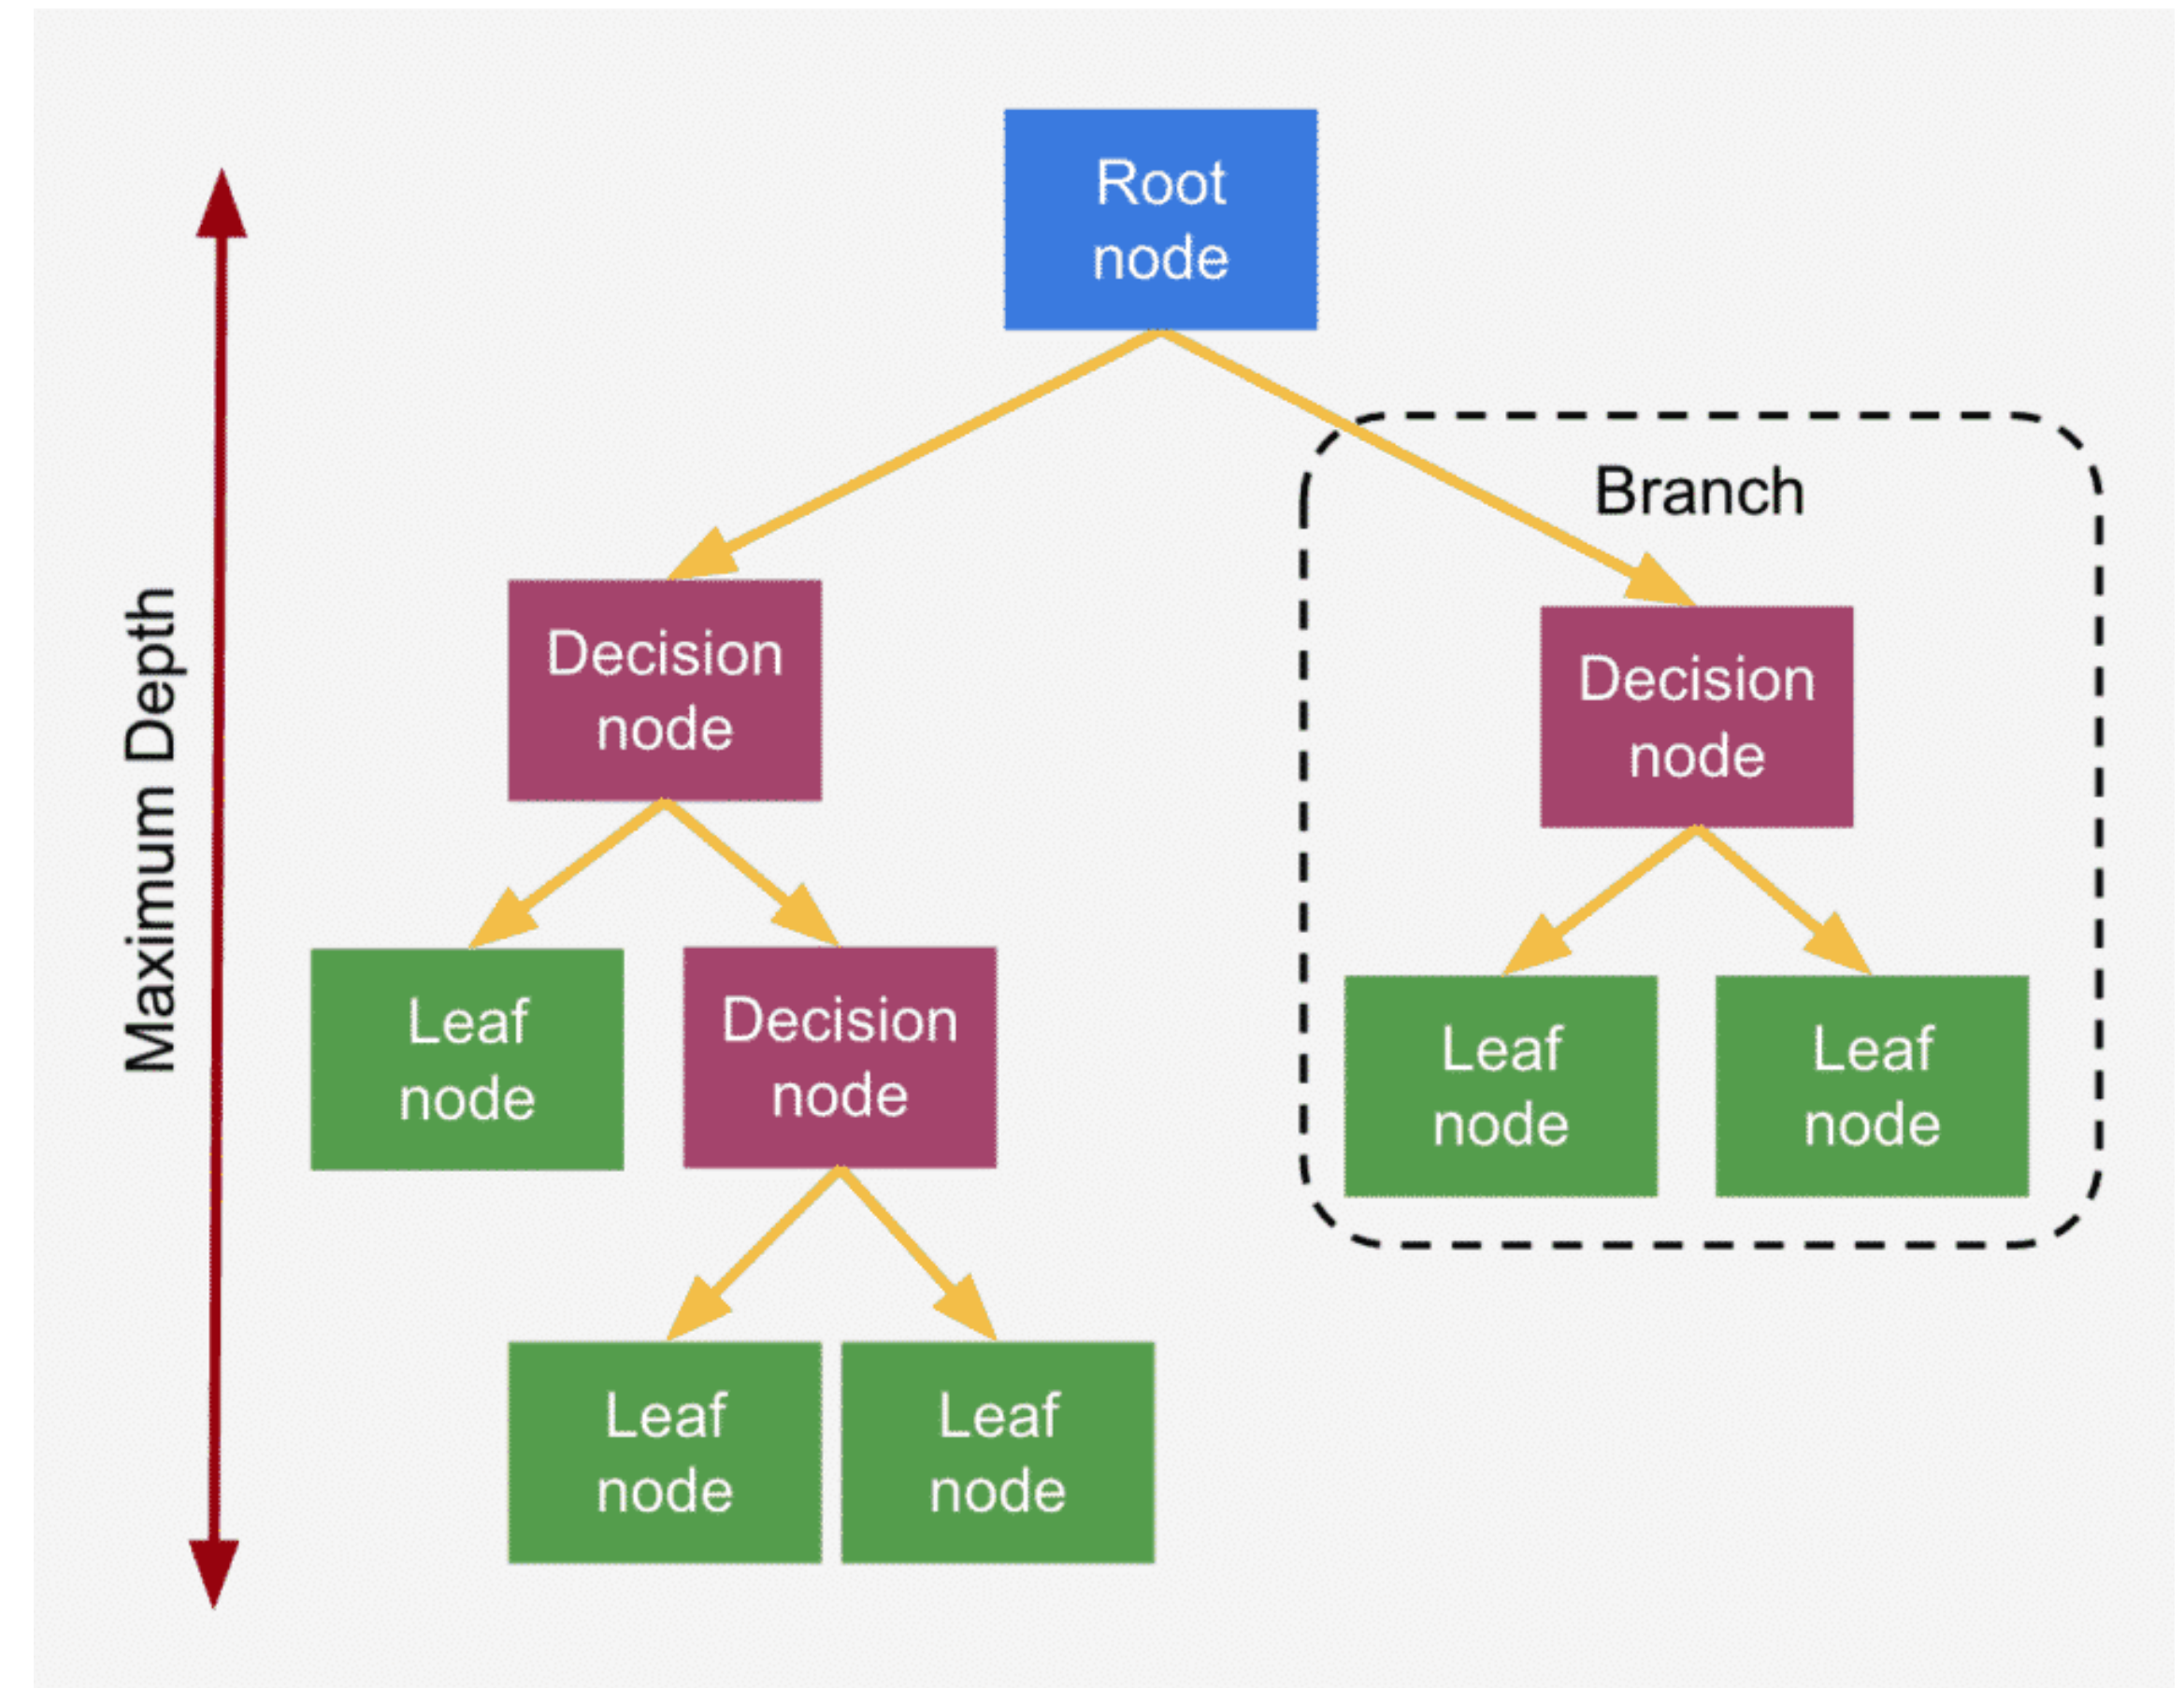 Root
node
Branch
Maximum Depth
Decision
node
Decision
node
Leaf
node
Decision
node
Leaf
node
Leaf
node
Leaf
node
Leaf
node